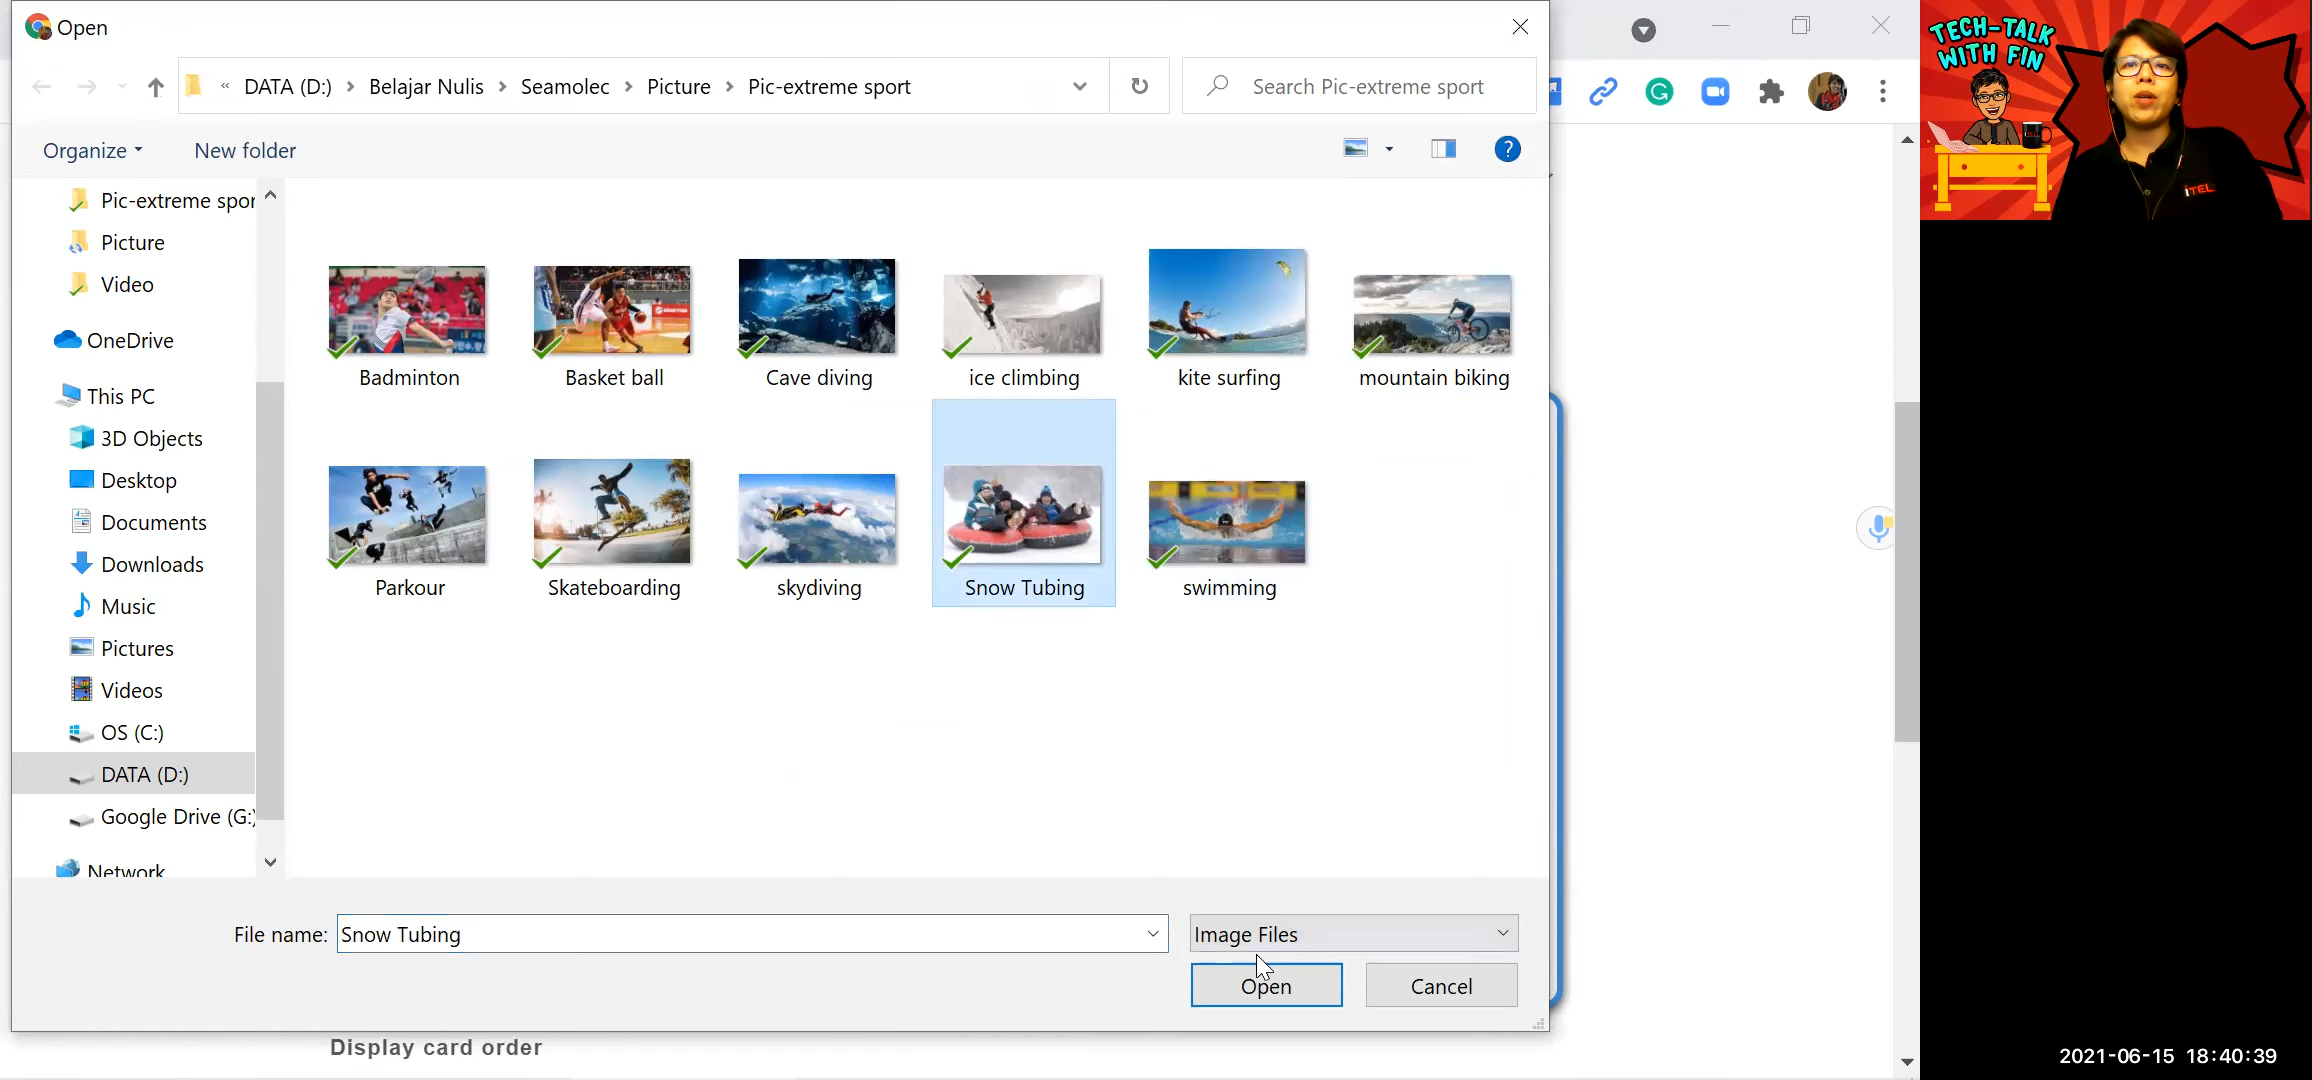 Open
« DATA (D:) > Belajar Nulis > Seamolec > Picture > Pic-extreme sport
Search Pic-extreme sport
Organize
New folder
Pic-extreme spor
Picture
Video
OneDrive
This PC
3D Objects
Desktop
Documents
Downloads
Music
Pictures
Videos
OS (C:)
DATA (D:)
Google Drive (G:)
Network
Badminton
Basket ball
Cave diving
ice climbing
kite surfing
mountain biking
Parkour
Skateboarding
skydiving
Snow Tubing
swimming
File name: Snow Tubing
Image Files
Open
Cancel
Display card order
TECH-TALK
WITH FIN
iTEL
2021-06-15 18:40:39